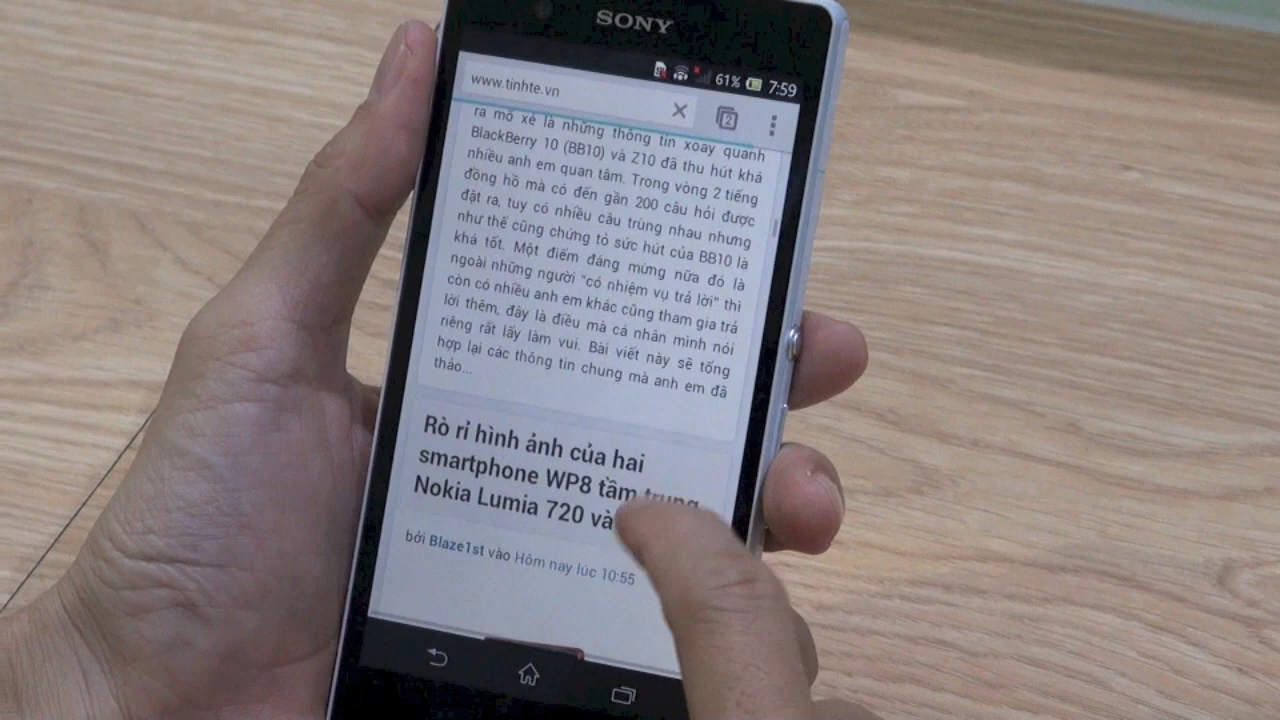 SONY
61% 7:59
www.tinhte.vn
2
ra mổ xẻ là những thông tin xoay quanh
BlackBerry 10 (BB10) và Z10 đã thu hút khá
nhiều anh em quan tâm. Trong vòng 2 tiếng
đồng hồ mà có đến gần 200 câu hỏi được
đặt ra, tuy có nhiều câu trùng nhau nhưng
như thế cũng chứng tỏ sức hút của BB10 là
khá tốt. Một điểm đáng mừng nữa đó là
ngoài những người "có nhiệm vụ trả lời" thì
còn có nhiều anh em khác cũng tham gia trả
lời thêm, đây là điều mà cá nhân mình nói
riêng rất lấy làm vui. Bài viết này sẽ tổng
hợp lại các thông tin chung mà anh em đã
thảo...
Rò rỉ hình ảnh của hai
smartphone WP8 tầm trung
Nokia Lumia 720 và
bởi Blaze1st vào Hôm nay lúc 10:55